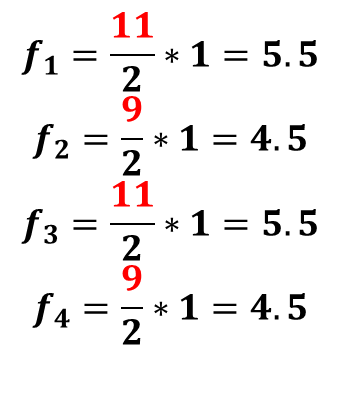 f₁ = 11/2 * 1 = 5.5
f₂ = 9/2 * 1 = 4.5
f₃ = 11/2 * 1 = 5.5
f₄ = 9/2 * 1 = 4.5